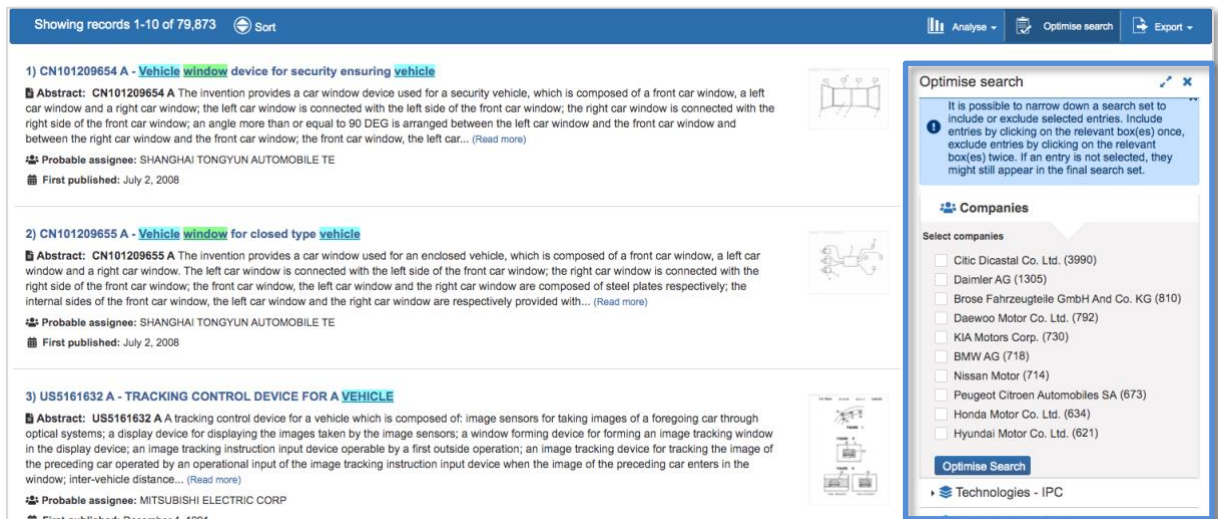 Showing records 1-10 of 79,873 Sort
Analyse Optimise search Export
1) CN101209654 A - Vehicle window device for security ensuring vehicle
Abstract: CN101209654 A The invention provides a car window device used for a security vehicle, which is composed of a front car window, a left
car window and a right car window; the left car window is connected with the left side of the front car window; the right car window is connected with the
right side of the front car window; an angle more than or equal to 90 DEG is arranged between the left car window and the front car window and
between the right car window and the front car window; the front car window, the left car... (Read more)
Probable assignee: SHANGHAI TONGYUN AUTOMOBILE TE
First published: July 2, 2008
2) CN101209655 A - Vehicle window for closed type vehicle
Abstract: CN101209655 A The invention provides a car window used for an enclosed vehicle, which is composed of a front car window, a left car
window and a right car window. The left car window is connected with the left side of the front car window; the right car window is connected with the
right side of the front car window; the front car window, the left car window and the right car window are composed of steel plates respectively; the
internal sides of the front car window, the left car window and the right car window are respectively provided with... (Read more)
Probable assignee: SHANGHAI TONGYUN AUTOMOBILE TE
First published: July 2, 2008
3) US5161632 A - TRACKING CONTROL DEVICE FOR A VEHICLE
Abstract: US5161632 A A tracking control device for a vehicle which is composed of: image sensors for taking images of a foregoing car through
optical systems; a display device for displaying the images taken by the image sensors; a window forming device for forming an image tracking window
in the display device; an image tracking instruction input device operable by a first outside operation; an image tracking device for tracking the image of
the preceding car operated by an operational input of the image tracking instruction input device when the image of the preceding car enters in the
window; inter-vehicle distance... (Read more)
Probable assignee: MITSUBISHI ELECTRIC CORP
Optimise search
It is possible to narrow down a search set to
include or exclude selected entries. Include
entries by clicking on the relevant box(es) once,
exclude entries by clicking on the relevant
box(es) twice. If an entry is not selected, they
might still appear in the final search set.
Companies
Select companies
Citic Dicastal Co. Ltd. (3990)
Daimler AG (1305)
Brose Fahrzeugteile GmbH And Co. KG (810)
Daewoo Motor Co. Ltd. (792)
KIA Motors Corp. (730)
BMW AG (718)
Nissan Motor (714)
Peugeot Citroen Automobiles SA (673)
Honda Motor Co. Ltd. (634)
Hyundai Motor Co. Ltd. (621)
Optimise Search
Technologies - IPC